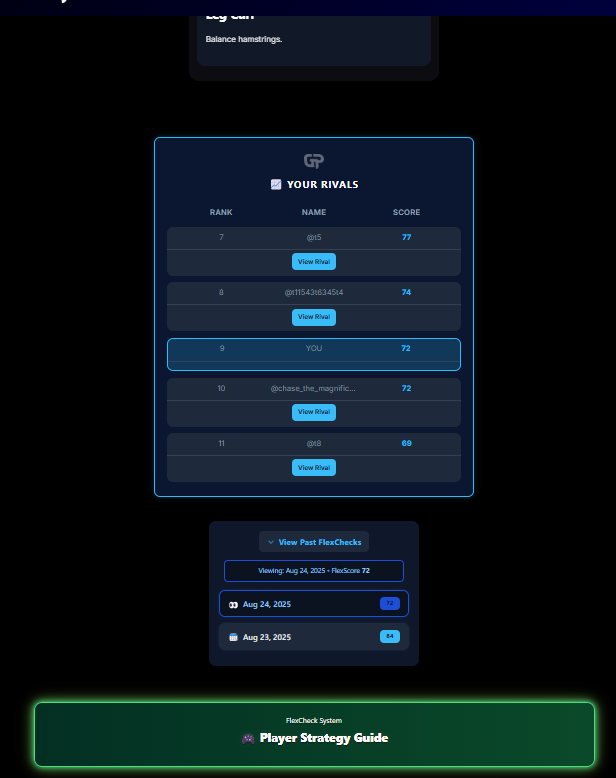 Leg Curl
Balance hamstrings.
GP
YOUR RIVALS
RANK NAME SCORE
7 @t5 77
View Rival
8 @t11543t6345t4 74
View Rival
9 YOU 72
10 @chase_the_magnific... 72
View Rival
11 @t8 69
View Rival
View Past FlexChecks
Viewing: Aug 24, 2025 • FlexScore 72
Aug 24, 2025 72
Aug 23, 2025 84
FlexCheck System
Player Strategy Guide